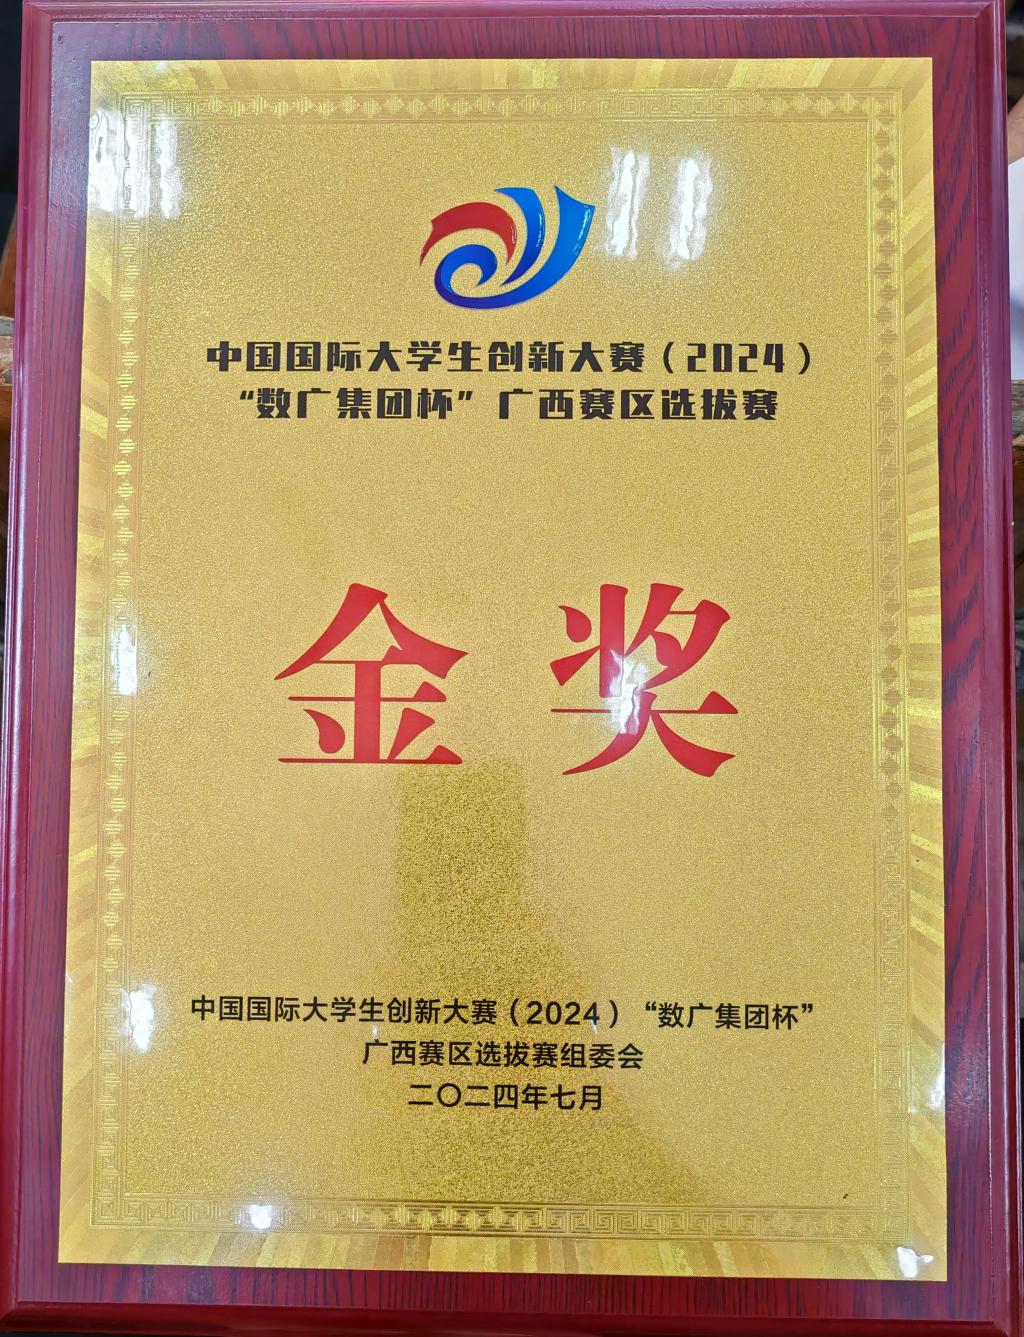 中国国际大学生创新大赛（2024）
“数广集团杯”广西赛区选拔赛
金奖
中国国际大学生创新大赛（2024）“数广集团杯”
广西赛区选拔赛组委会
二〇二四年七月